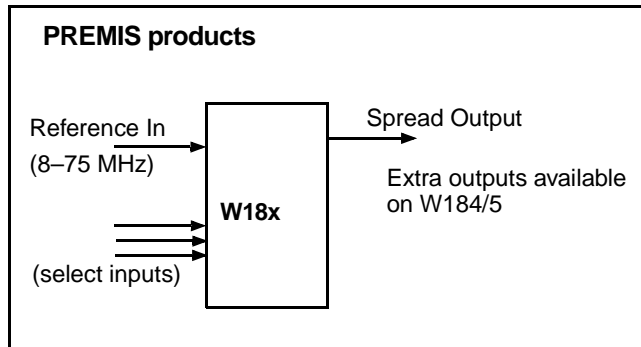 PREMIS products
Reference In
(8–75 MHz)
Spread Output
Extra outputs available
on W184/5
W18x
(select inputs)